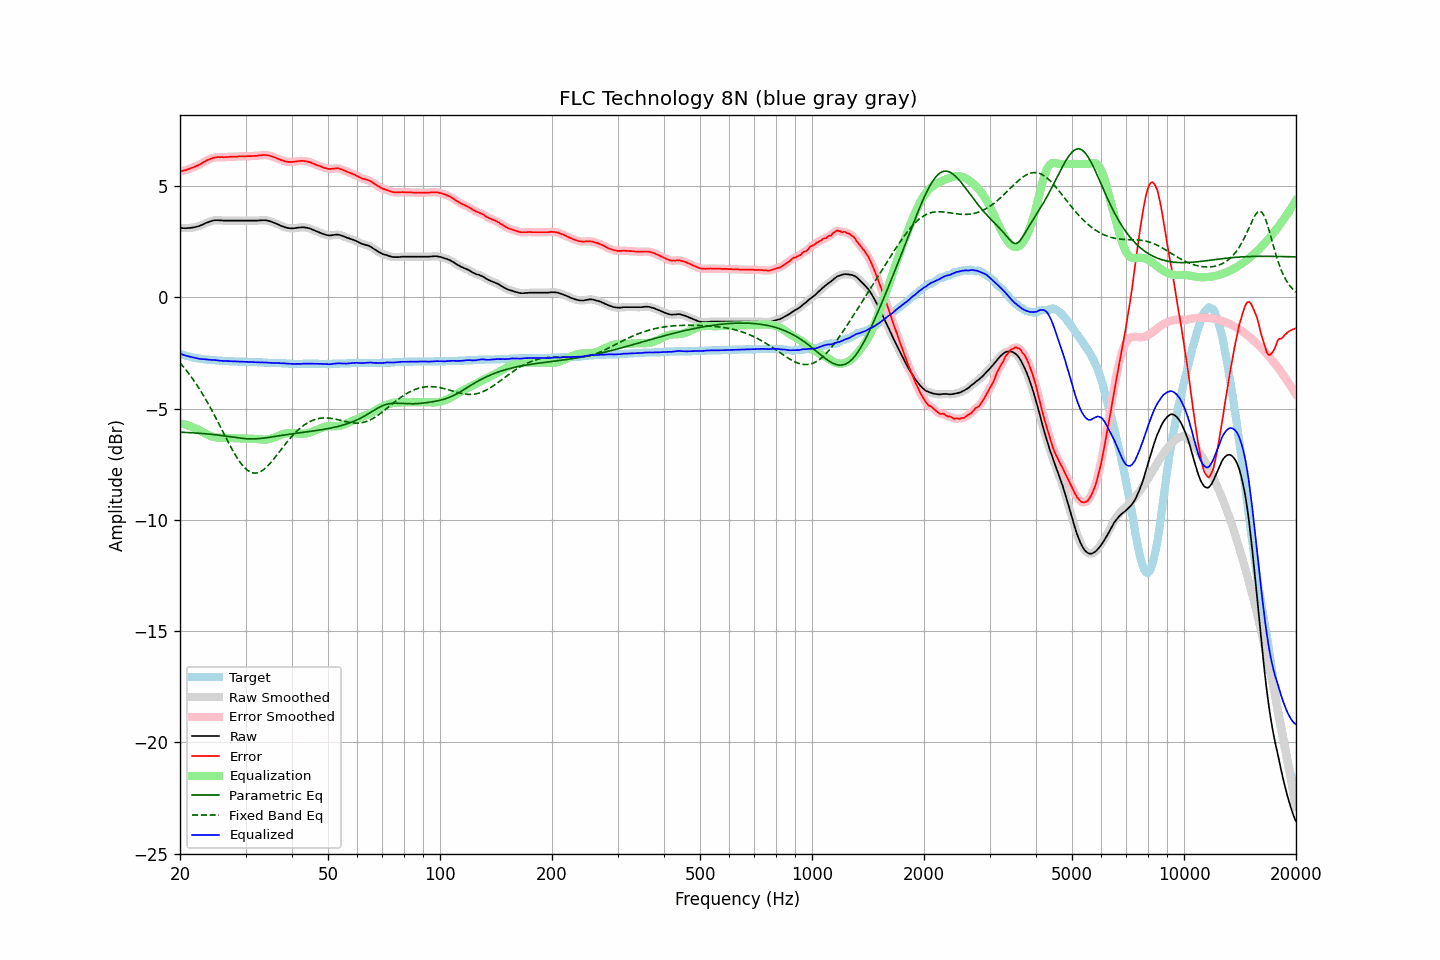 FLC Technology 8N (blue gray gray)
Amplitude (dBr)
5
0
−5
−10
−15
−20
−25
Target
Raw Smoothed
Error Smoothed
Raw
Error
Equalization
Parametric Eq
Fixed Band Eq
Equalized
20 50 100 200 500 1000 2000 5000 10000 20000
Frequency (Hz)